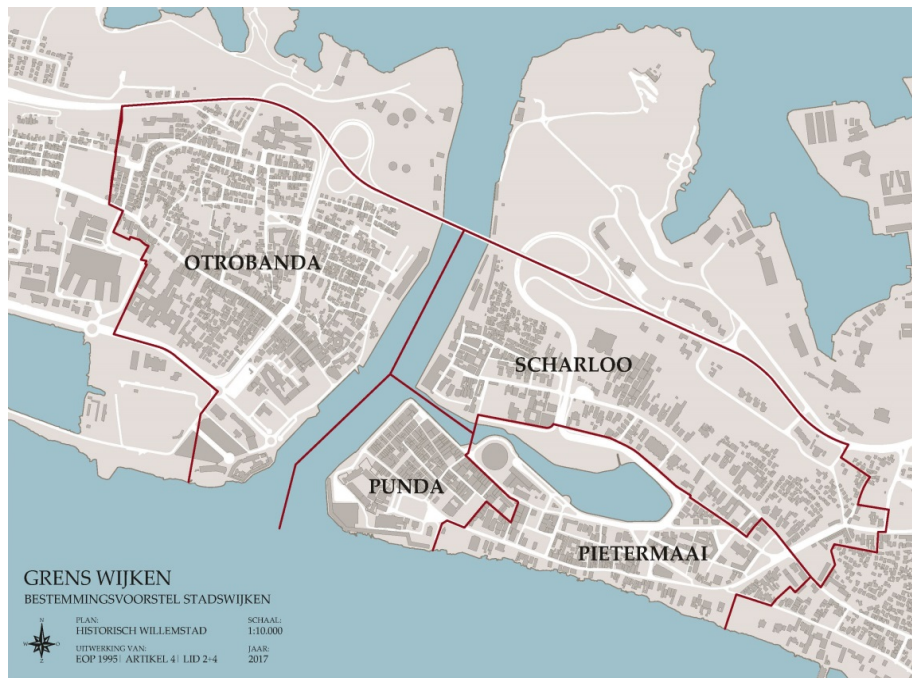 OTROBANDA
SCHARLOO
PUNDA
PIETERMAAI
GRENS WIJKEN
BESTEMMINGSVOORSTEL STADSWIJKEN
N
W O
Z
PLAN:
HISTORISCH WILLEMSTAD
SCHAAL:
1:10.000
UITWERKING VAN:
EOP 1995| ARTIKEL 4| LID 2+4
JAAR:
2017